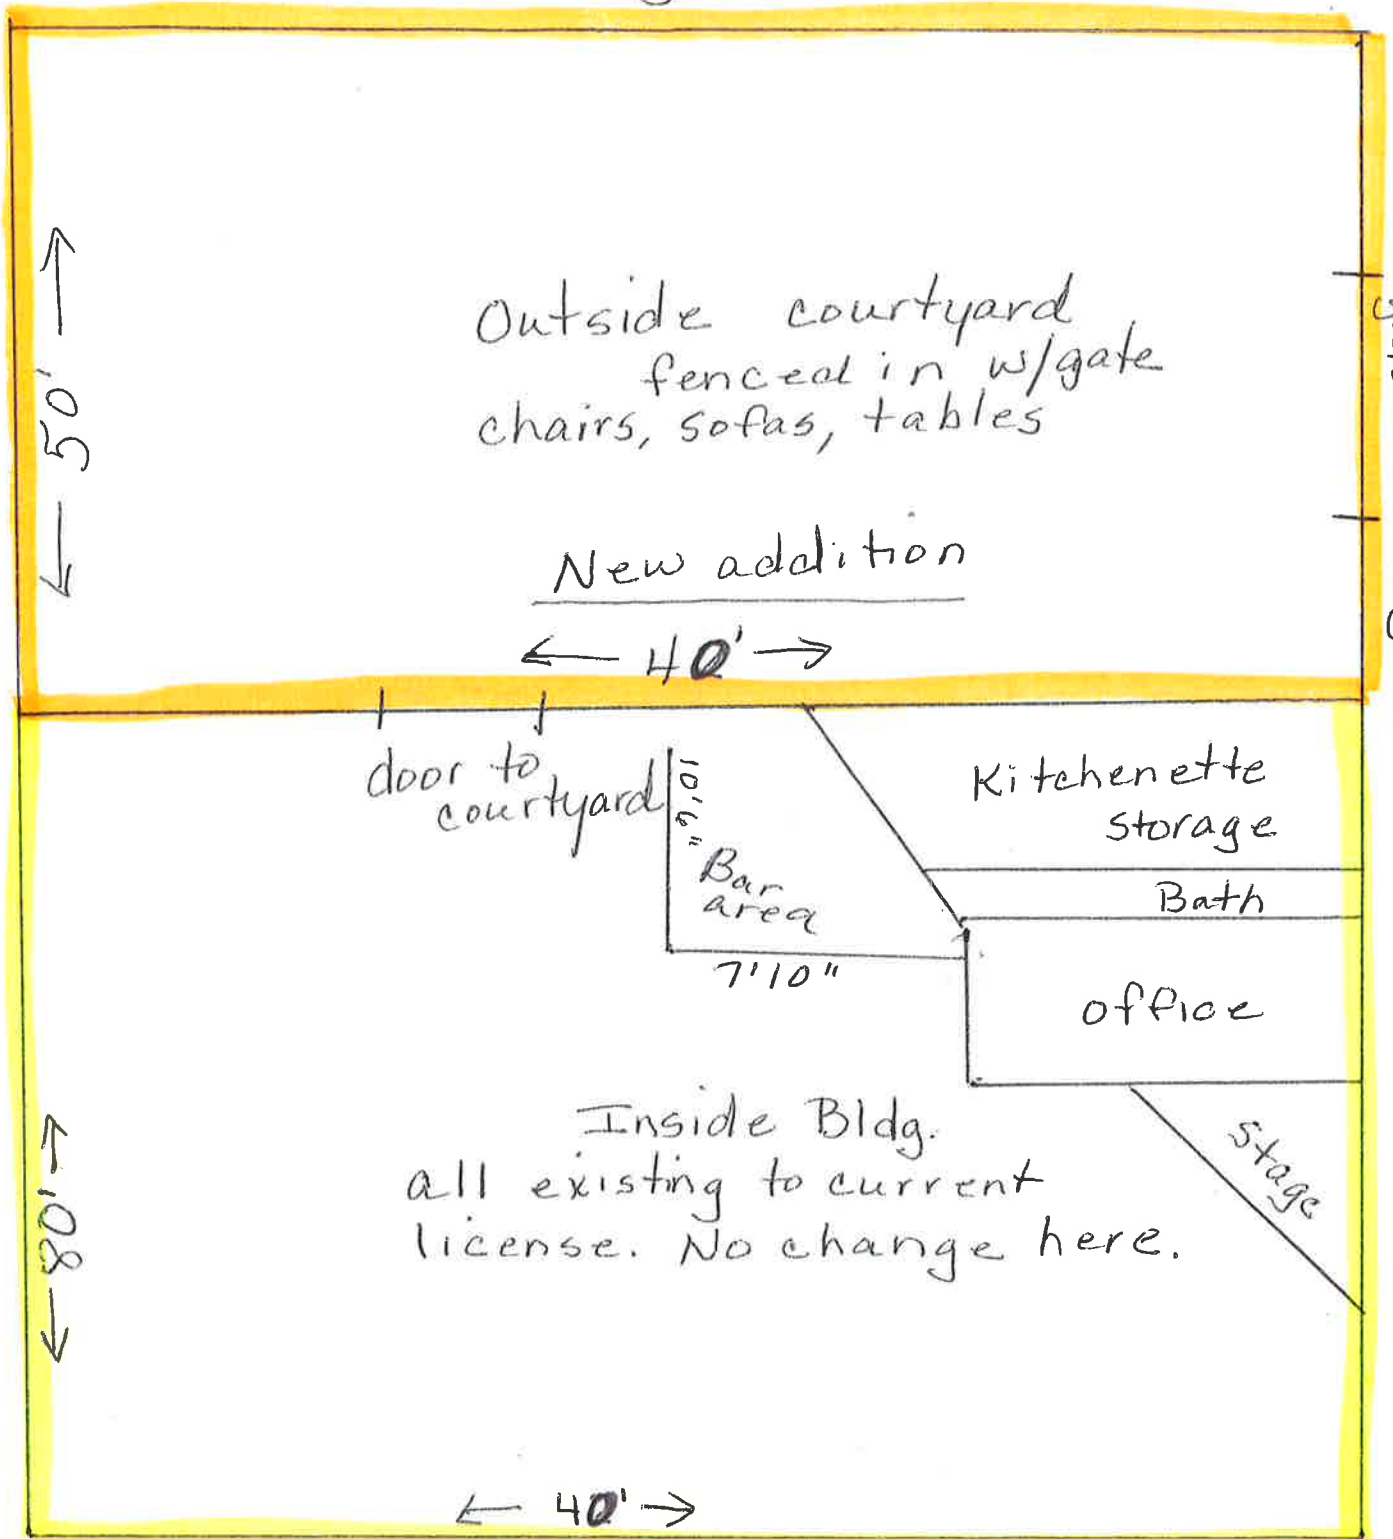 ← 50' →
Outside courtyard
fenced in w/gate
chairs, sofas, tables
New addition
← 40' →
door to
courtyard
10'6"
Bar
area
7'10"
Kitchenette
storage
Bath
office
Stage
Inside Bldg.
all existing to current
license. No change here.
← 80' →
← 40' →